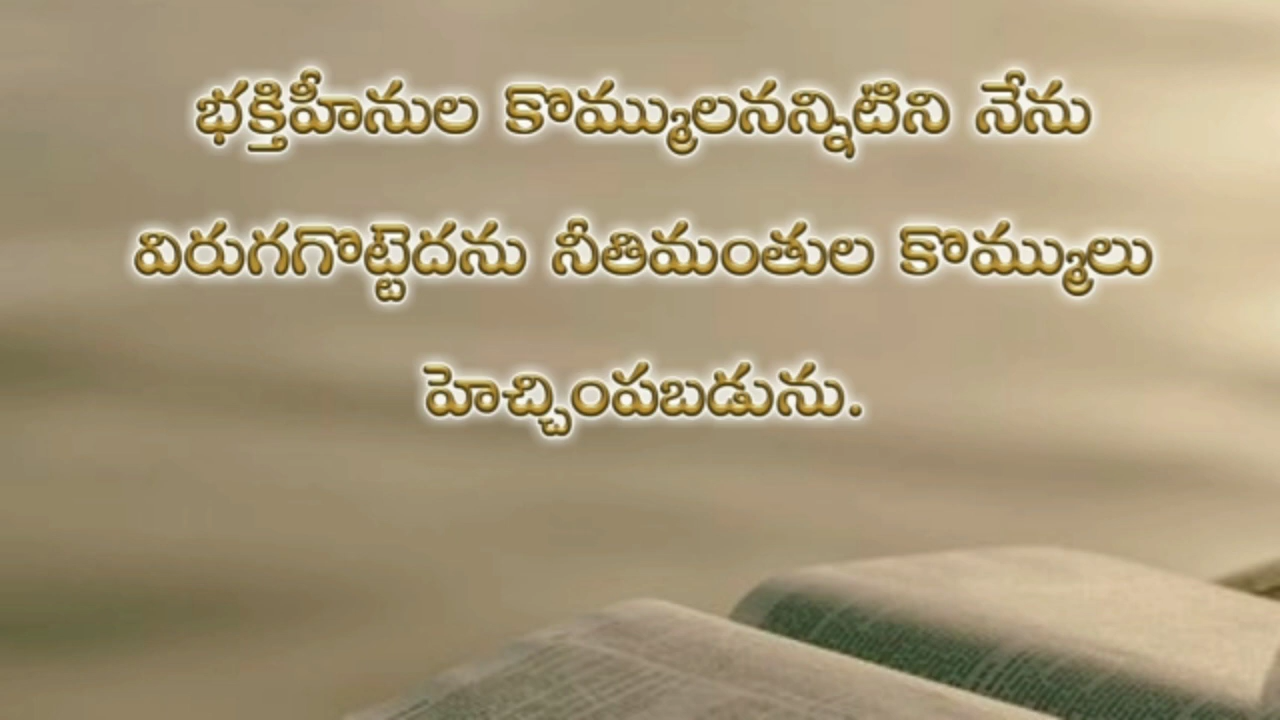 భక్తిహీనుల కొమ్ములనన్నిటిని నేను
విరుగగొట్టెదను నీతిమంతుల కొమ్ములు
హెచ్చింపబడును.